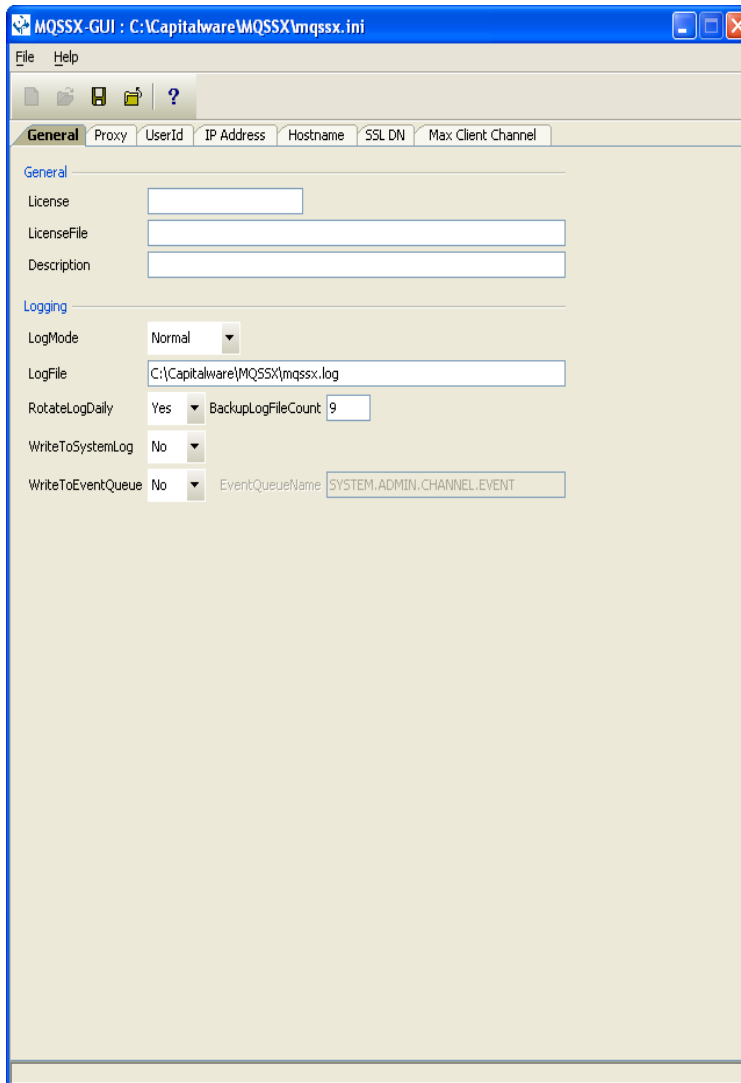 MQSSX-GUI : C:\Capitalware\MQSSX\mqssx.ini
File Help
?
General Proxy UserId IP Address Hostname SSL DN Max Client Channel
General
License
LicenseFile
Description
Logging
LogMode Normal
LogFile C:\Capitalware\MQSSX\mqssx.log
RotateLogDaily Yes BackupLogFileCount 9
WriteToSystemLog No
WriteToEventQueue No EventQueueName SYSTEM.ADMIN.CHANNEL.EVENT